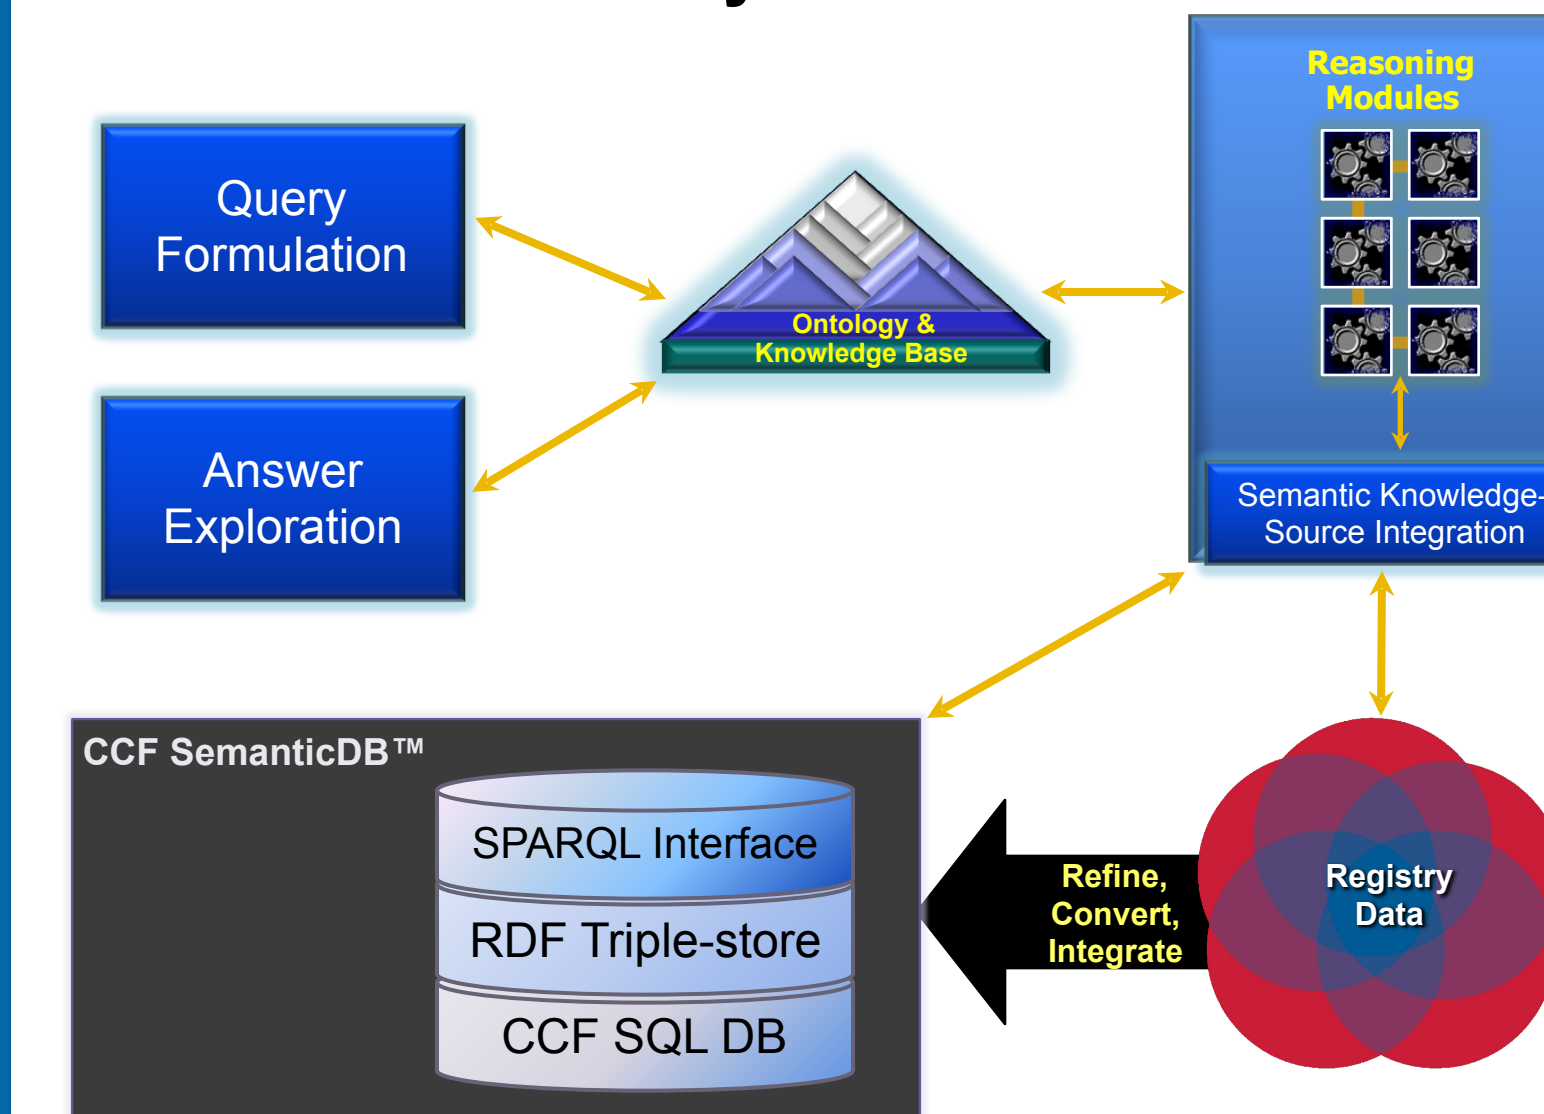 Reasoning
Modules
Query
Formulation
Ontology &
Knowledge Base
Answer
Exploration
Semantic Knowledge-
Source Integration
CCF SemanticDB™
SPARQL Interface
RDF Triple-store
CCF SQL DB
Refine,
Convert,
Integrate
Registry
Data